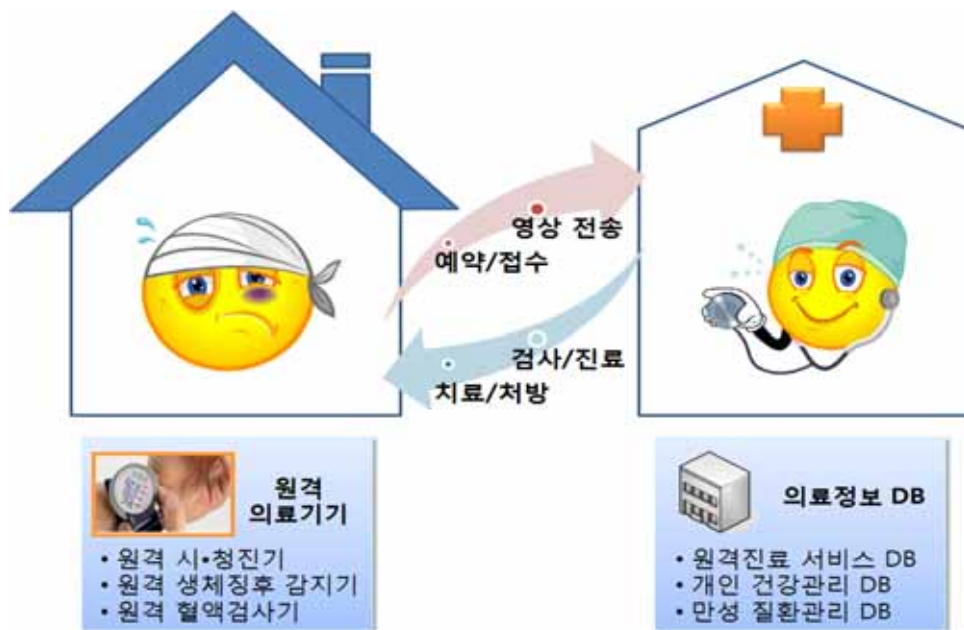 영상 전송
예약/접수
검사/진료
치료/처방
원격
의료기기
• 원격 시•청진기
• 원격 생체징후 감지기
• 원격 혈액검사기
의료정보 DB
• 원격진료 서비스 DB
• 개인 건강관리 DB
• 만성 질환관리 DB